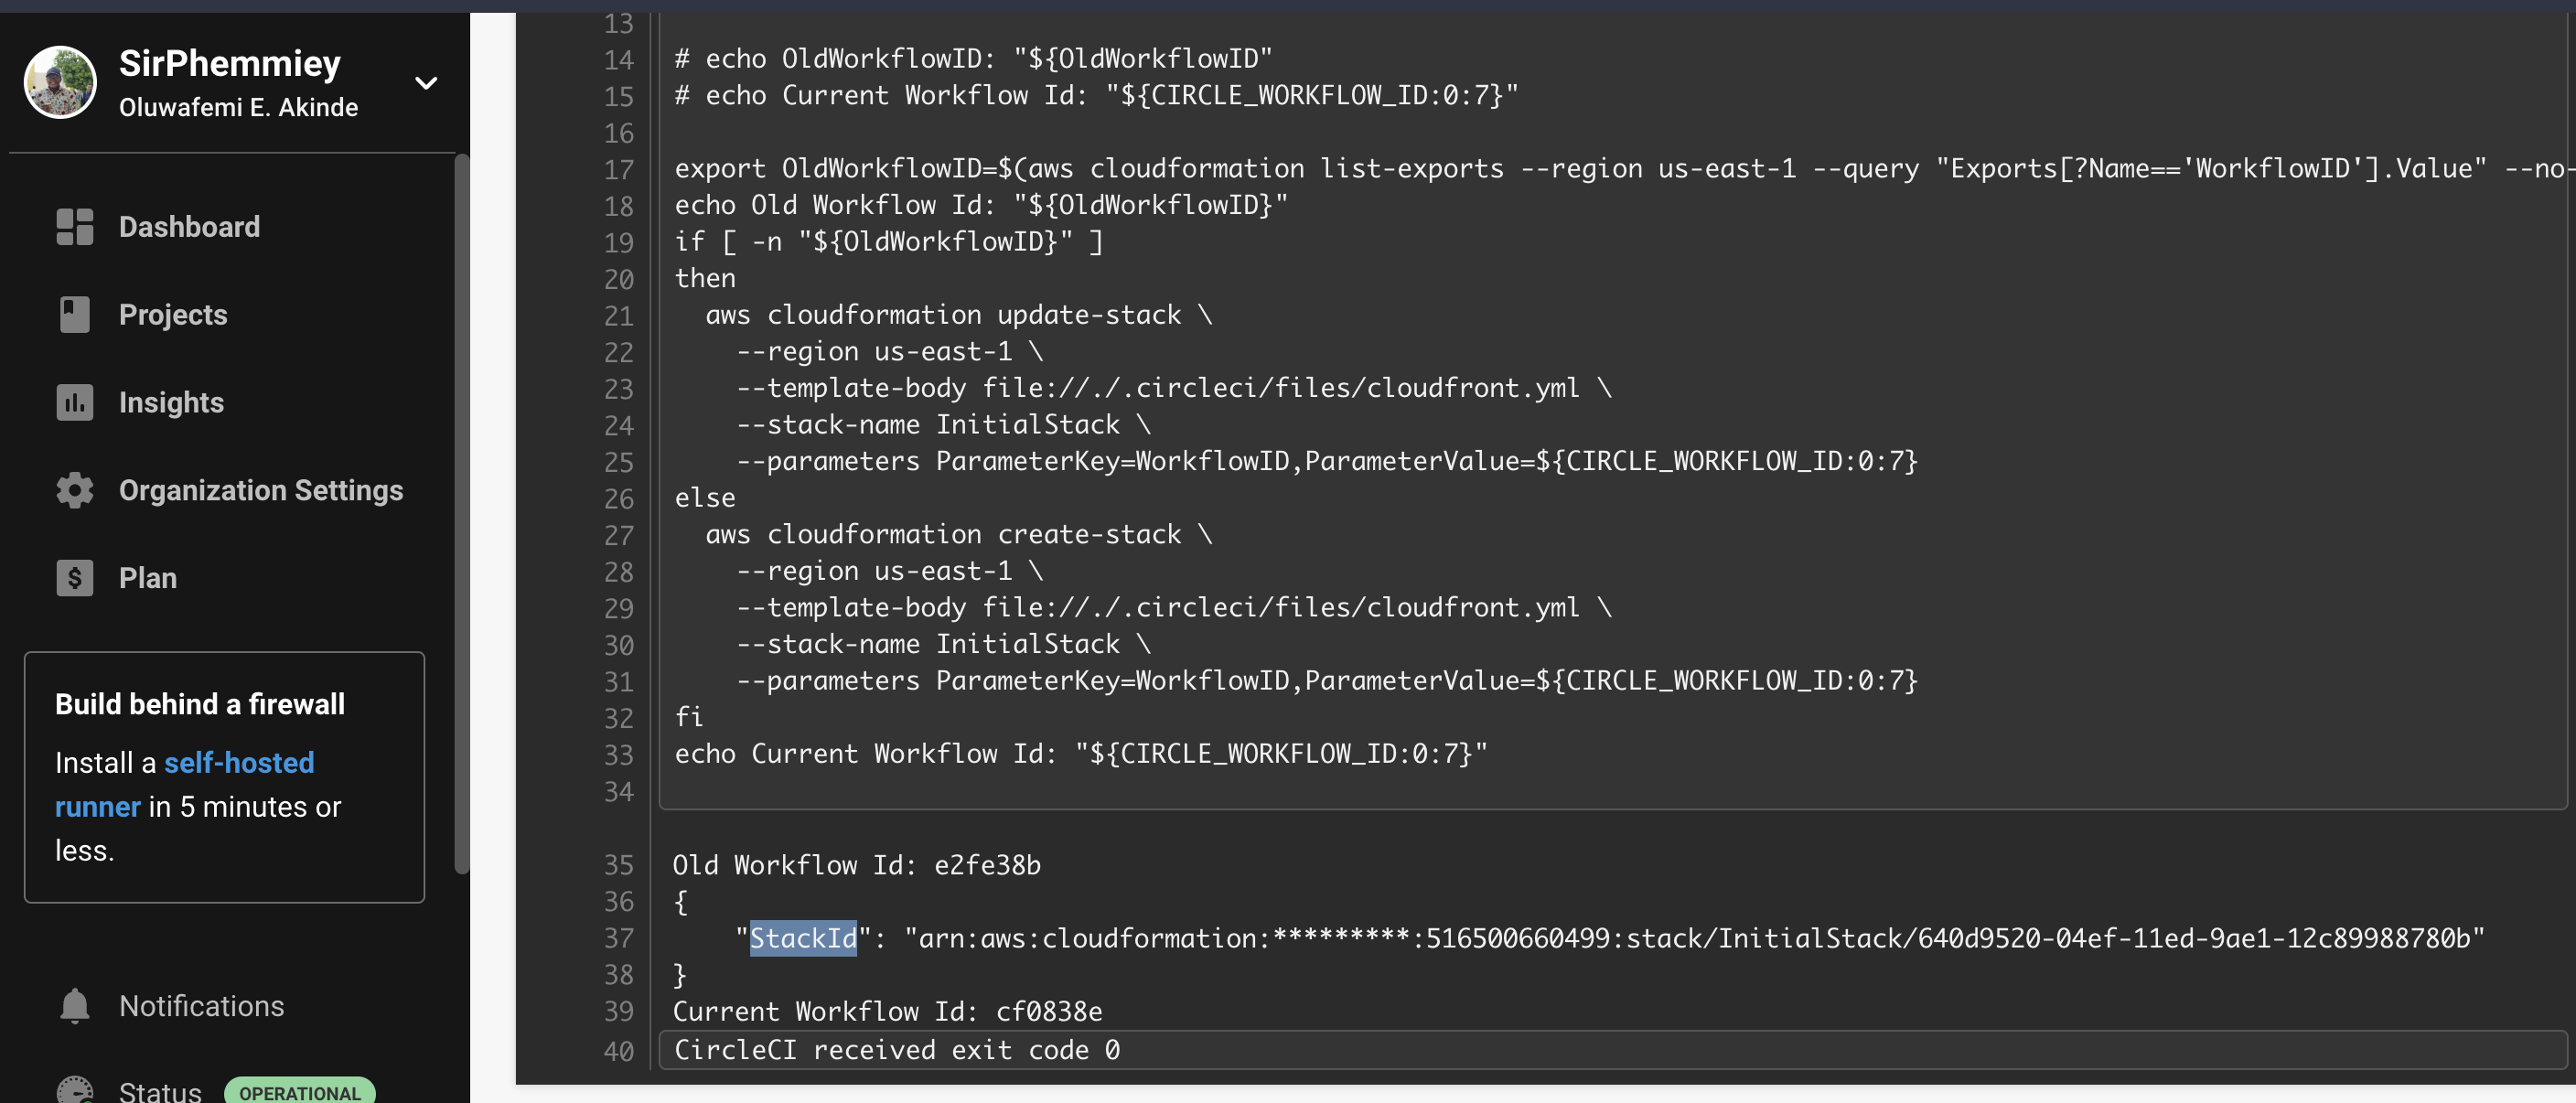 SirPhemmiey
Oluwafemi E. Akinde
Dashboard
Projects
Insights
Organization Settings
Plan
Build behind a firewall
Install a self-hosted
runner in 5 minutes or
less.
Notifications
Status OPERATIONAL
13
14 # echo OldWorkflowID: "${OldWorkflowID"
15 # echo Current Workflow Id: "${CIRCLE_WORKFLOW_ID:0:7}"
16
17 export OldWorkflowID=$(aws cloudformation list-exports --region us-east-1 --query "Exports[?Name=='WorkflowID'].Value" --no-
18 echo Old Workflow Id: "${OldWorkflowID}"
19 if [ -n "${OldWorkflowID}" ]
20 then
21   aws cloudformation update-stack \
22     --region us-east-1 \
23     --template-body file://./.circleci/files/cloudfront.yml \
24     --stack-name InitialStack \
25     --parameters ParameterKey=WorkflowID,ParameterValue=${CIRCLE_WORKFLOW_ID:0:7}
26 else
27   aws cloudformation create-stack \
28     --region us-east-1 \
29     --template-body file://./.circleci/files/cloudfront.yml \
30     --stack-name InitialStack \
31     --parameters ParameterKey=WorkflowID,ParameterValue=${CIRCLE_WORKFLOW_ID:0:7}
32 fi
33 echo Current Workflow Id: "${CIRCLE_WORKFLOW_ID:0:7}"
34
35 Old Workflow Id: e2fe38b
36 {
37     "StackId": "arn:aws:cloudformation:*********:516500660499:stack/InitialStack/640d9520-04ef-11ed-9ae1-12c89988780b"
38 }
39 Current Workflow Id: cf0838e
40 CircleCI received exit code 0